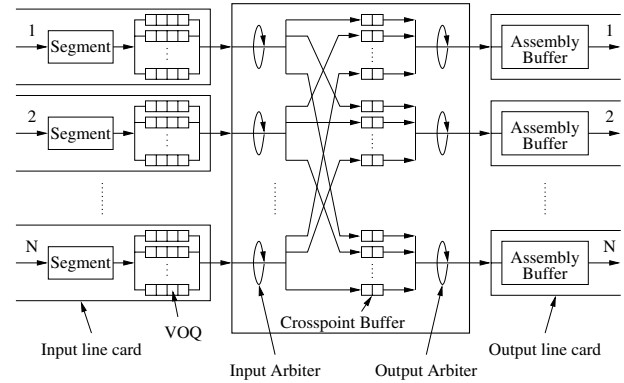 1
Segment
Assembly
Buffer
1
2
Segment
Assembly
Buffer
2
N
Segment
Assembly
Buffer
N
VOQ
Crosspoint Buffer
Input line card
Output line card
Input Arbiter
Output Arbiter